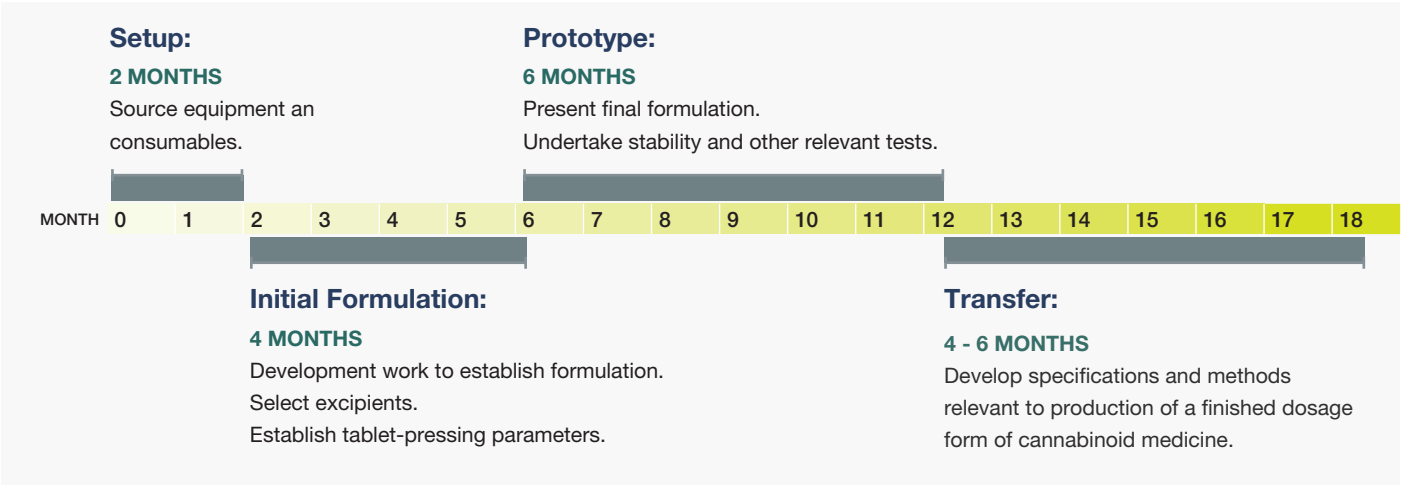 Setup:
2 MONTHS
Source equipment an
consumables.
Prototype:
6 MONTHS
Present final formulation.
Undertake stability and other relevant tests.
MONTH 0 1 2 3 4 5 6 7 8 9 10 11 12 13 14 15 16 17 18
Initial Formulation:
4 MONTHS
Development work to establish formulation.
Select excipients.
Establish tablet-pressing parameters.
Transfer:
4 - 6 MONTHS
Develop specifications and methods
relevant to production of a finished dosage
form of cannabinoid medicine.